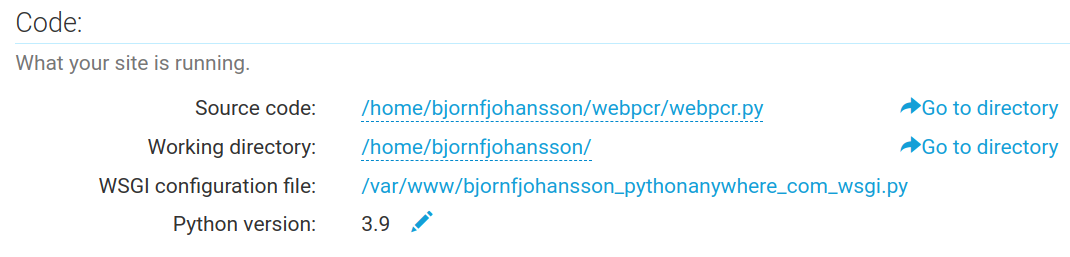 Code:
What your site is running.
Source code: /home/bjornfjohansson/webpcr/webpcr.py Go to directory
Working directory: /home/bjornfjohansson/ Go to directory
WSGI configuration file: /var/www/bjornfjohansson_pythonanywhere_com_wsgi.py
Python version: 3.9